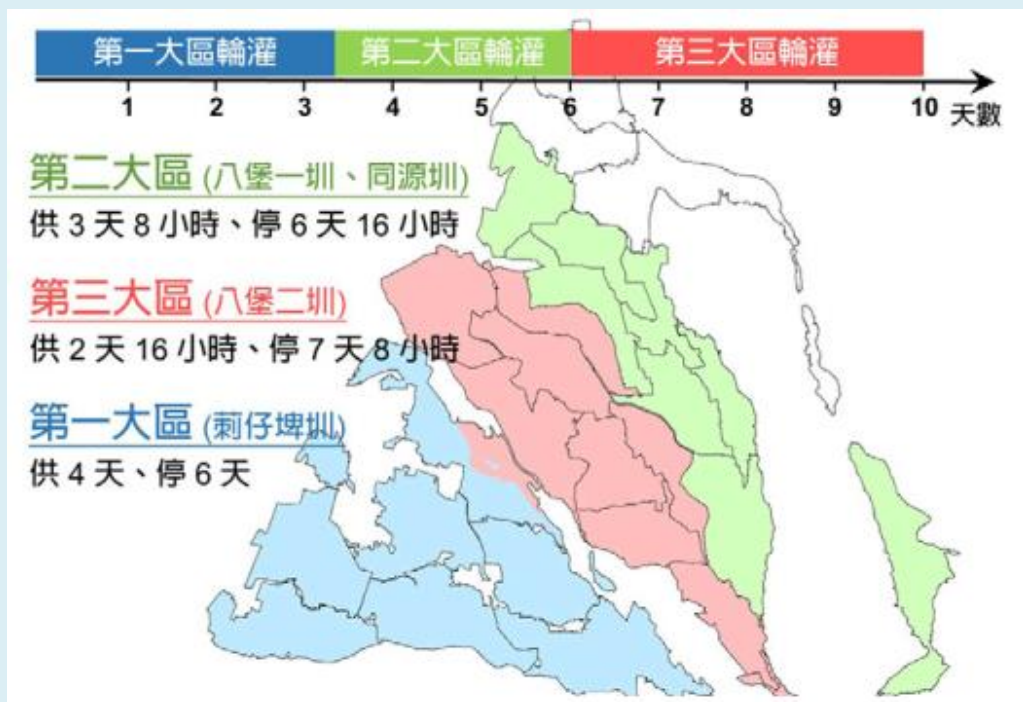 第一大區輪灌 第二大區輪灌 第三大區輪灌
1 2 3 4 5 6 7 8 9 10 天數
第二大區 (八堡一圳、同源圳)
供 3 天 8 小時、停 6 天 16 小時
第三大區 (八堡二圳)
供 2 天 16 小時、停 7 天 8 小時
第一大區 (莿仔埤圳)
供 4 天、停 6 天